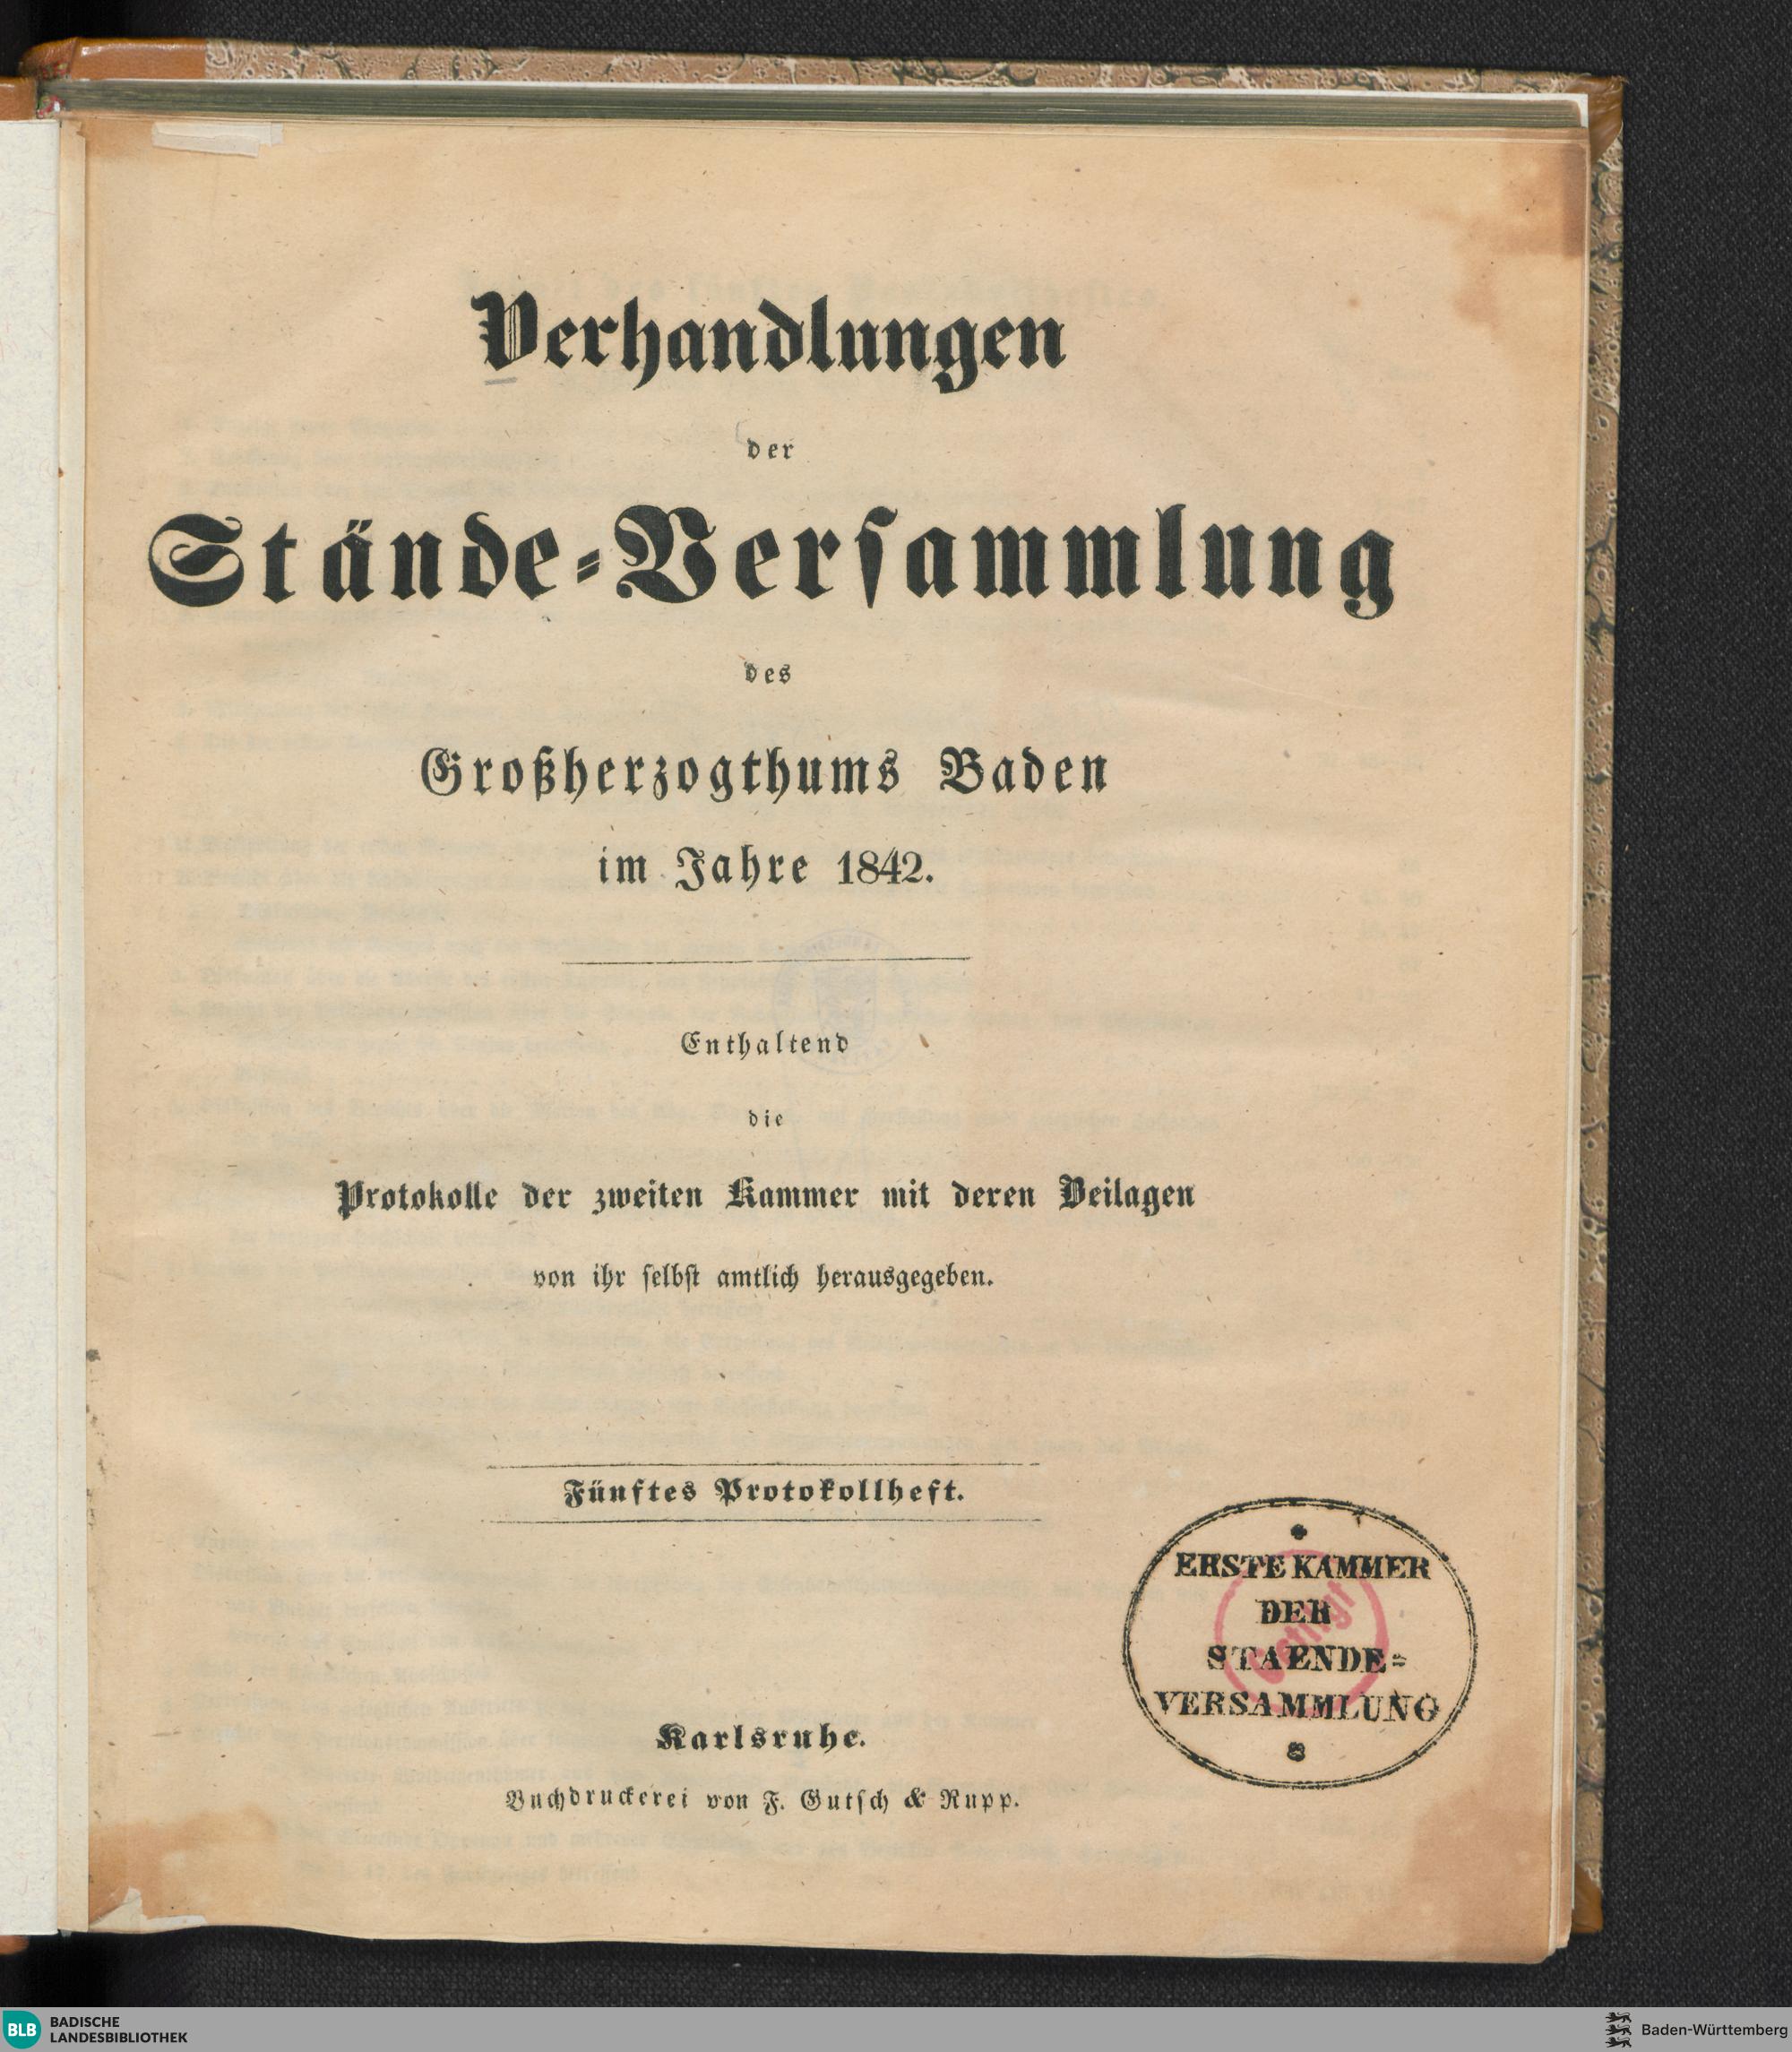 Verhandlungen
der
Stände-Versammlung
des
Großherzogthums Baden
im Jahre 1842.
Enthaltend
die
Protokolle der zweiten Kammer mit deren Beilagen
von ihr selbst amtlich herausgegeben.
Fünftes Protokollheft.
ERSTE KAMMER
DER
STAENDE=
VERSAMMLUNG
Karlsruhe.
Buchdruckerei von F. Gutsch & Rupp.
BLB BADISCHE
LANDESBIBLIOTHEK
Baden-Württemberg